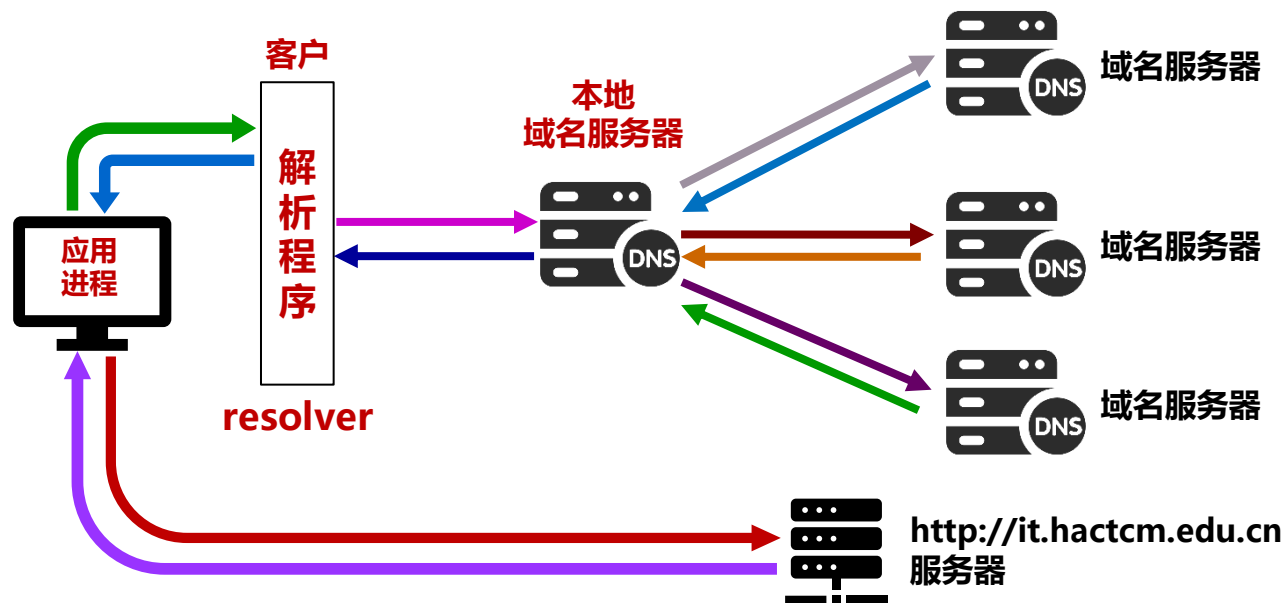 客户
本地
域名服务器
解析程序
resolver
应用
进程
DNS
DNS
域名服务器
DNS
域名服务器
DNS
域名服务器
http://it.hactcm.edu.cn
服务器